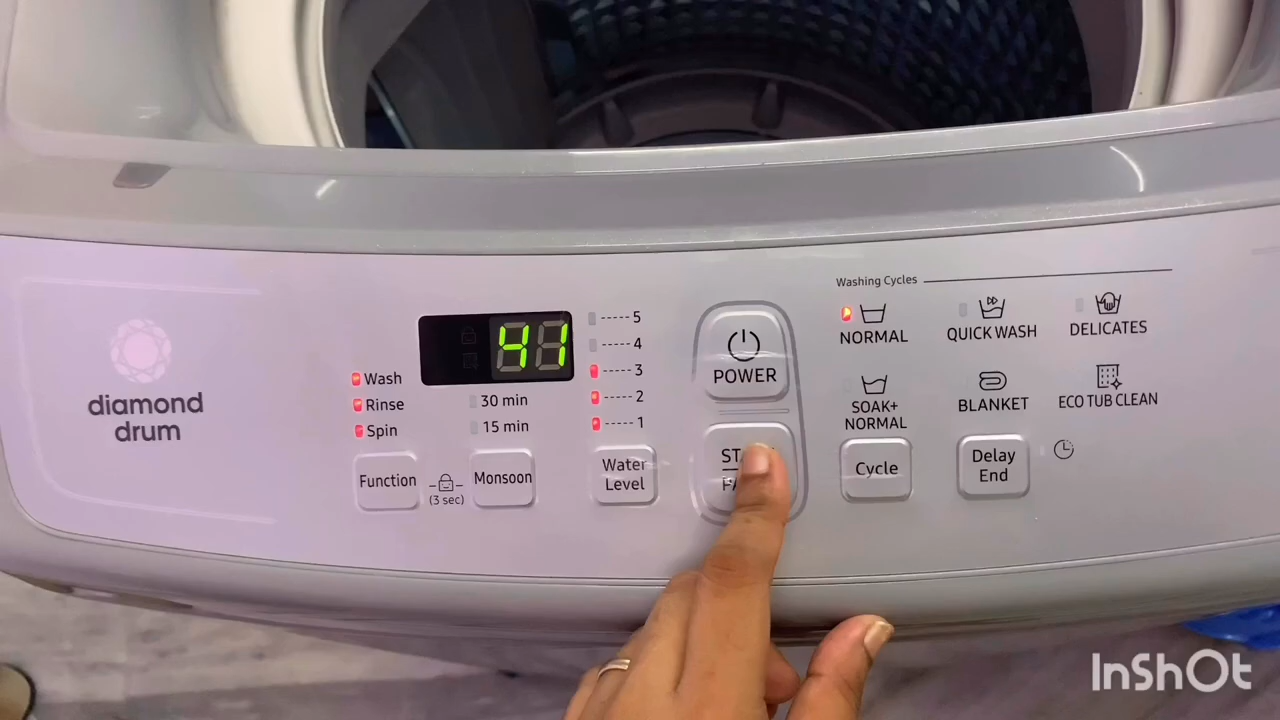 diamond
drum
Wash
Rinse
Spin
41
30 min
15 min
5
4
3
2
1
Function
(3 sec)
Monsoon
Water
Level
POWER
Washing Cycles
NORMAL
QUICK WASH
DELICATES
SOAK+
NORMAL
BLANKET
ECO TUB CLEAN
Cycle
Delay
End
InShOt